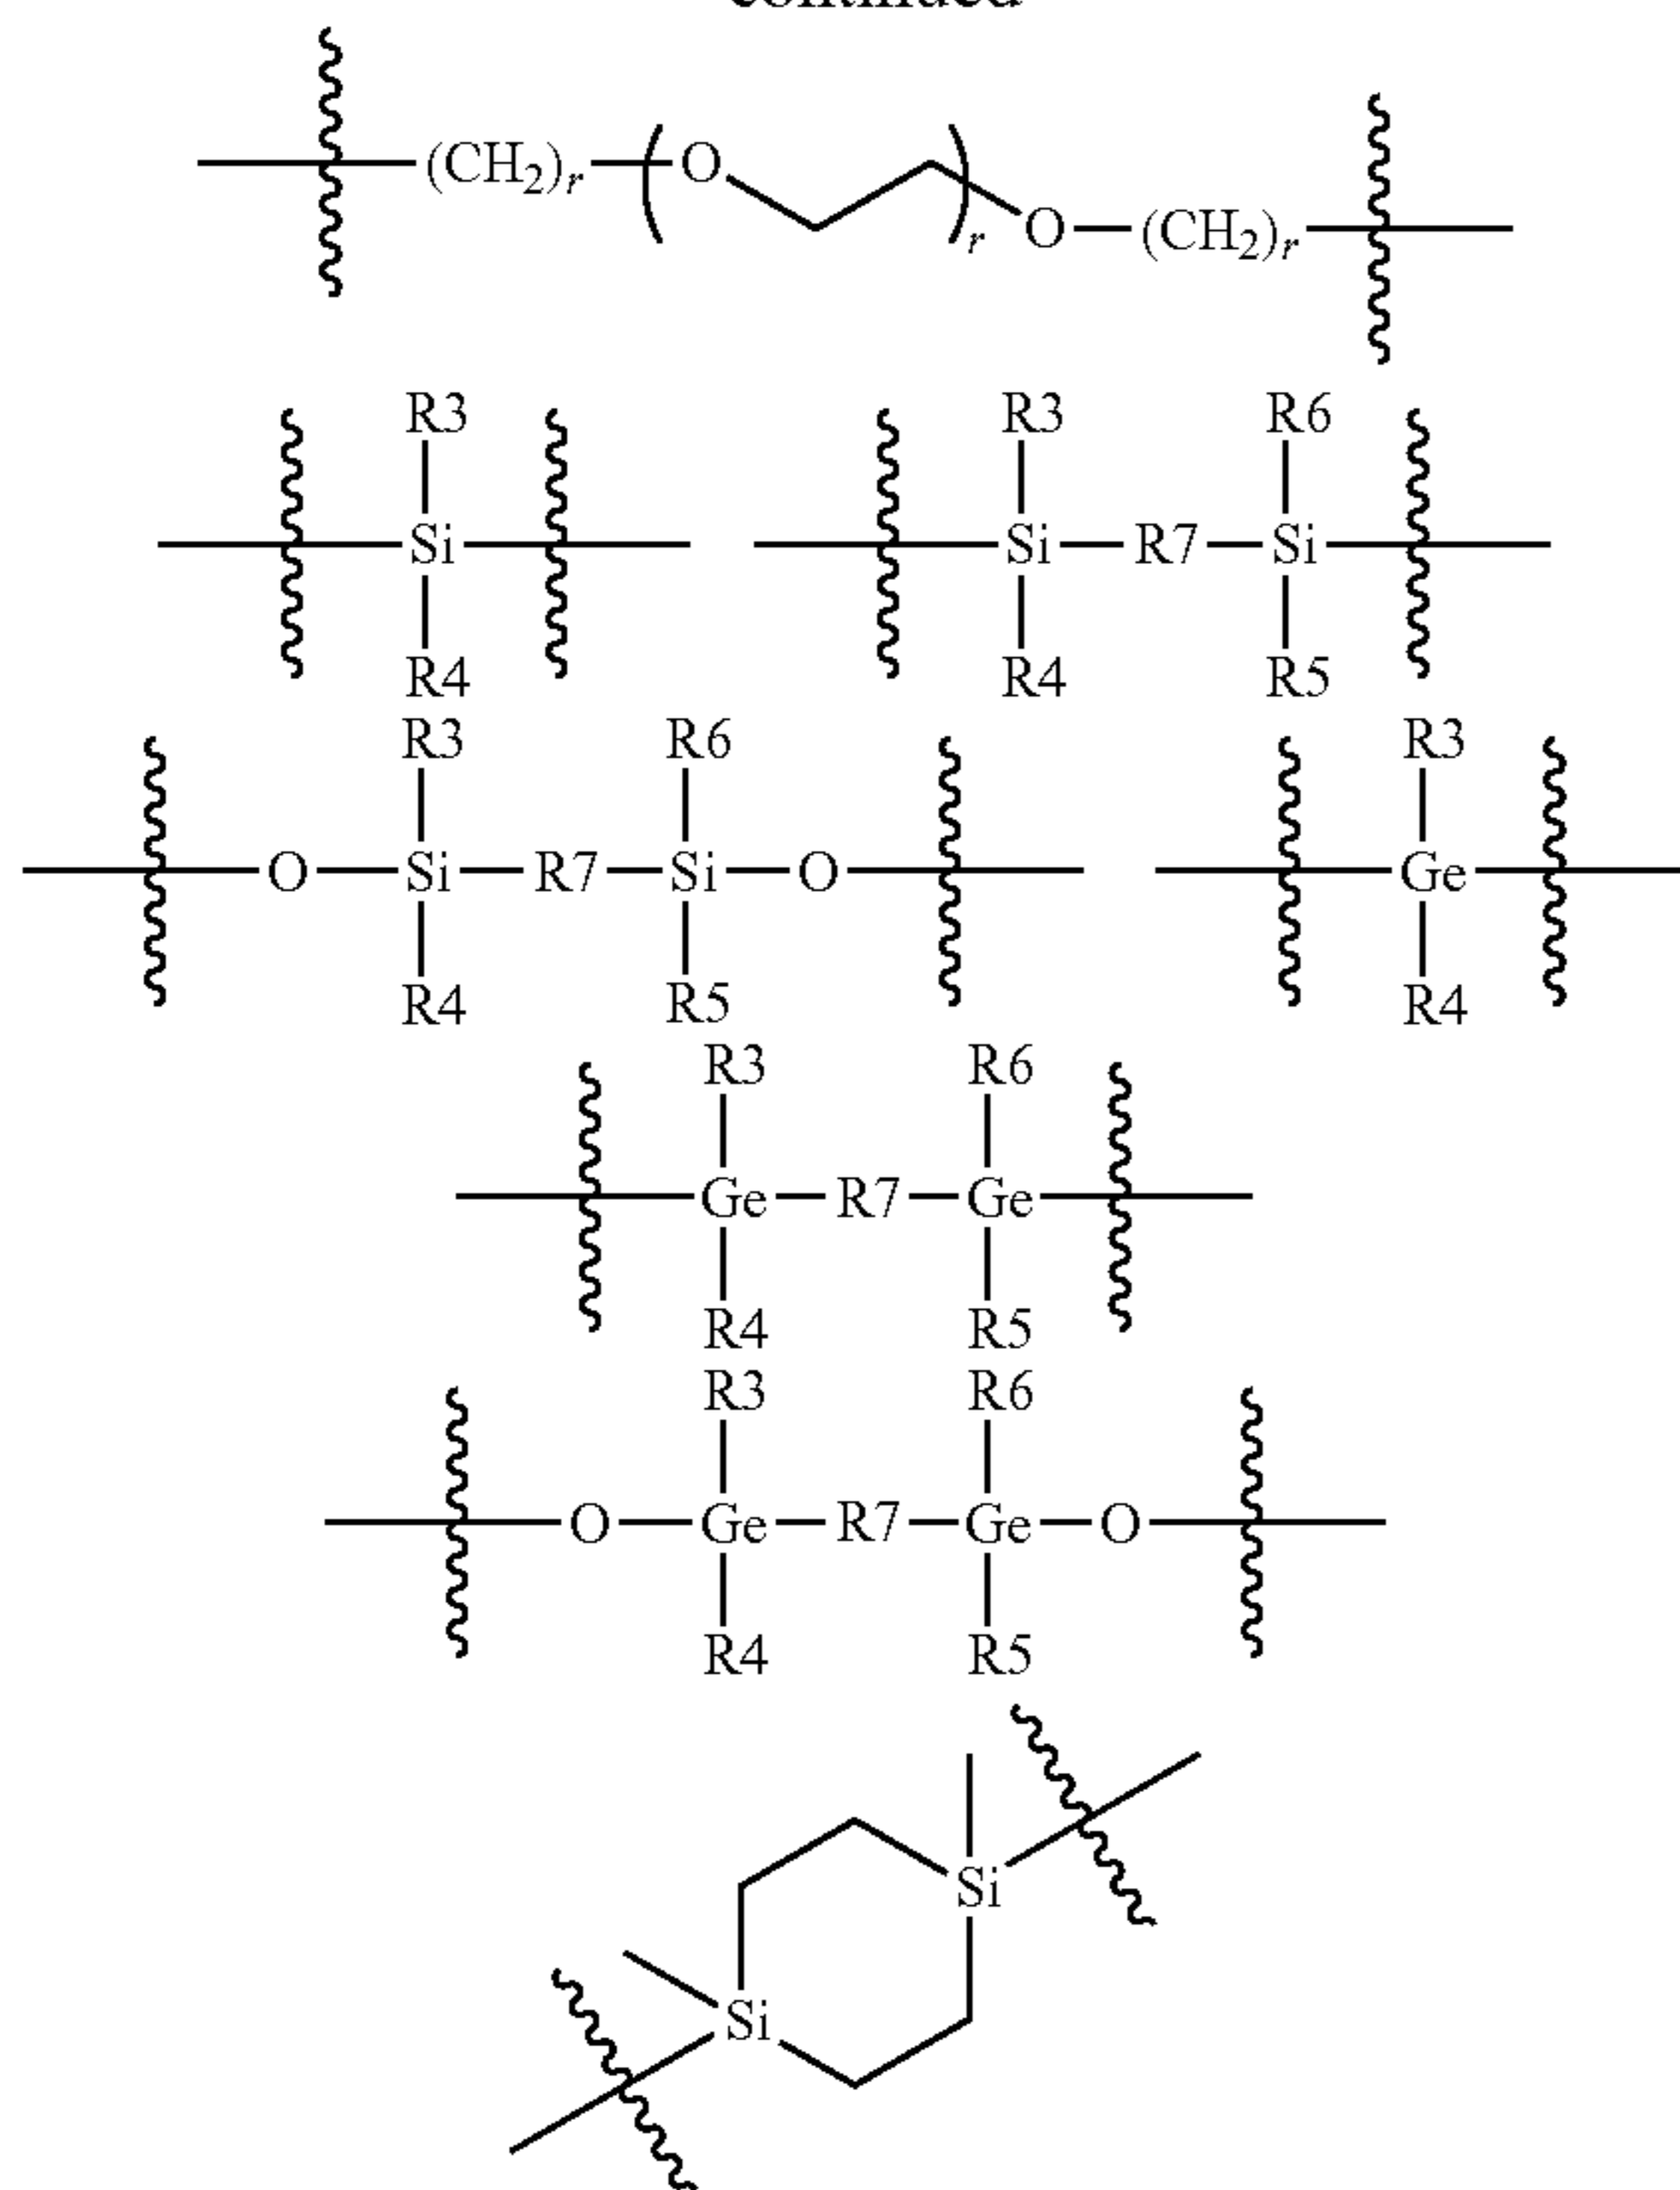 continued
(CH2)r ( O )r O (CH2)r
R3 R3 R6
Si Si R7 Si
R4 R4 R5
R3 R6 R3
O Si R7 Si O Ge
R4 R5 R4
R3 R6
Ge R7 Ge
R4 R5
R3 R6
O Ge R7 Ge O
R4 R5
Si
Si